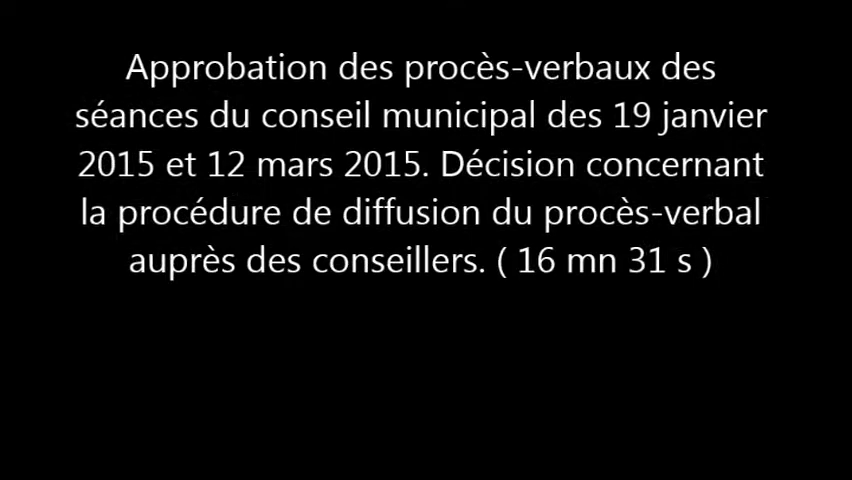 Approbation des procès-verbaux des
séances du conseil municipal des 19 janvier
2015 et 12 mars 2015. Décision concernant
la procédure de diffusion du procès-verbal
auprès des conseillers. ( 16 mn 31 s )